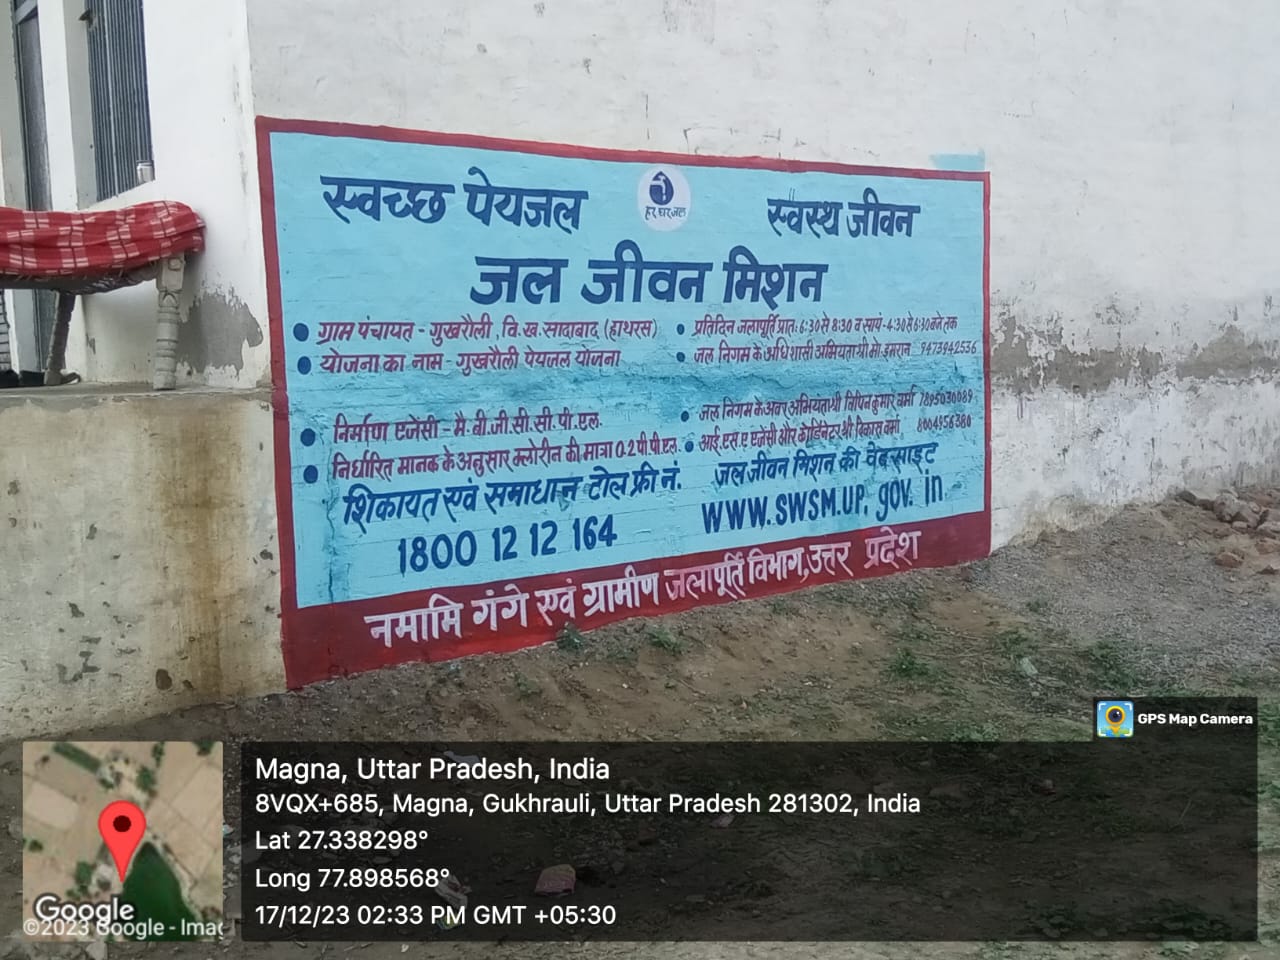 स्वच्छ पेयजल
हर घर जल
स्वस्थ जीवन
जल जीवन मिशन
ग्राम पंचायत - गुखरौली, वि.ख. सादाबाद (हाथरस)
योजना का नाम - गुखरौली पेयजल योजना
निर्माण एजेंसी - मै. बी.जी.सी.सी.पी.एल.
निर्धारित मानक के अनुसार क्लोरीन की मात्रा 0.2 पी.पी.एल.
प्रतिदिन जलापूर्ति प्रातः 6:30 से 8:30 व सायं - 4:30 से 6:30 बजे तक
जल निगम के अधिशासी अभियता श्री मो. इमरान 9473942536
जल निगम के अवर अभियता श्री विपिन कुमार वर्मा 7895030089
आई.एस.ए एजेंसी और कोर्डिनेटर श्री विकास वर्मा 8004956380
शिकायत एवं समाधान टोल फ्री नं.
1800 12 12 164
जल जीवन मिशन की वेबसाइट
WWW.SWSM.UP. gov. in
नमामि गंगे एवं ग्रामीण जलापूर्ति विभाग, उत्तर प्रदेश
GPS Map Camera
Magna, Uttar Pradesh, India
8VQX+685, Magna, Gukhrauli, Uttar Pradesh 281302, India
Lat 27.338298°
Long 77.898568°
17/12/23 02:33 PM GMT +05:30
Google
©2023 Google - Imag